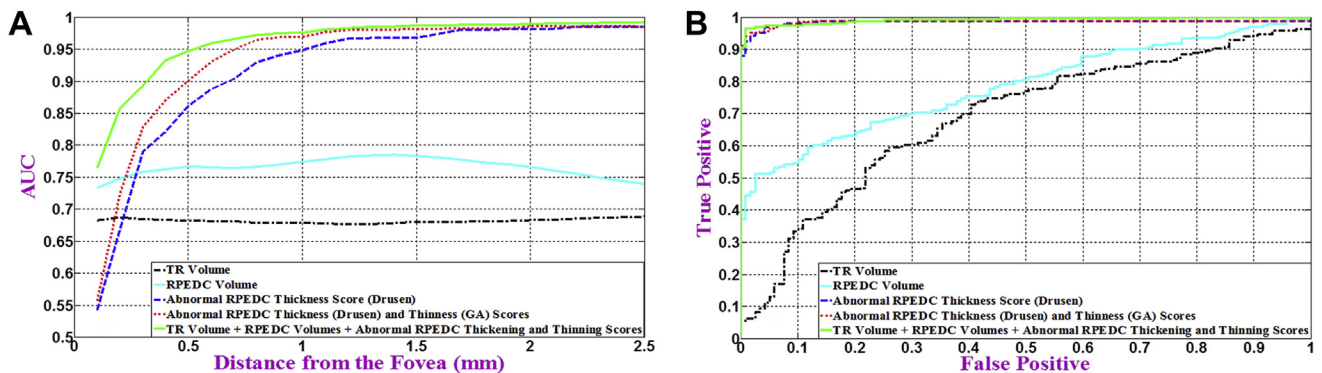 A
AUC
1
0.95
0.9
0.85
0.8
0.75
0.7
0.65
0.6
0.55
0.5
0
0.5
1
1.5
2
2.5
Distance from the Fovea (mm)
TR Volume
RPEDC Volume
Abnormal RPEDC Thickness Score (Drusen)
Abnormal RPEDC Thickness (Drusen) and Thinness (GA) Scores
TR Volume + RPEDC Volumes + Abnormal RPEDC Thickening and Thinning Scores
B
True Positive
1
0.9
0.8
0.7
0.6
0.5
0.4
0.3
0.2
0.1
0
0
0.1
0.2
0.3
0.4
0.5
0.6
0.7
0.8
0.9
1
False Positive
TR Volume
RPEDC Volume
Abnormal RPEDC Thickness Score (Drusen)
Abnormal RPEDC Thickness (Drusen) and Thinness (GA) Scores
TR Volume + RPEDC Volumes + Abnormal RPEDC Thickening and Thinning Scores